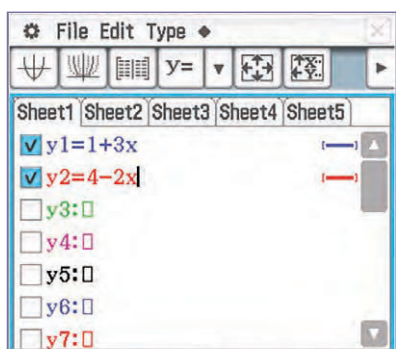 File Edit Type
y=
Sheet1 Sheet2 Sheet3 Sheet4 Sheet5
y1=1+3x
y2=4−2x
y3:
y4:
y5:
y6:
y7: